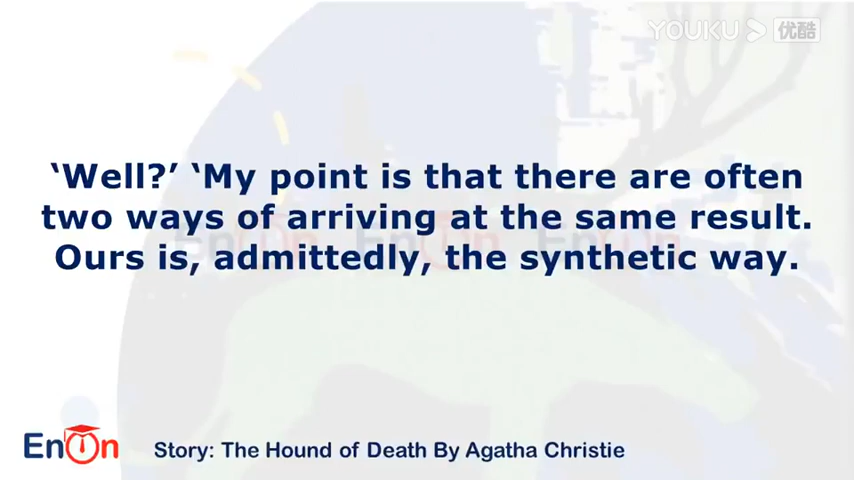 YOUKU 优酷
‘Well?’ ‘My point is that there are often
two ways of arriving at the same result.
Ours is, admittedly, the synthetic way.
EnOn
Story: The Hound of Death By Agatha Christie